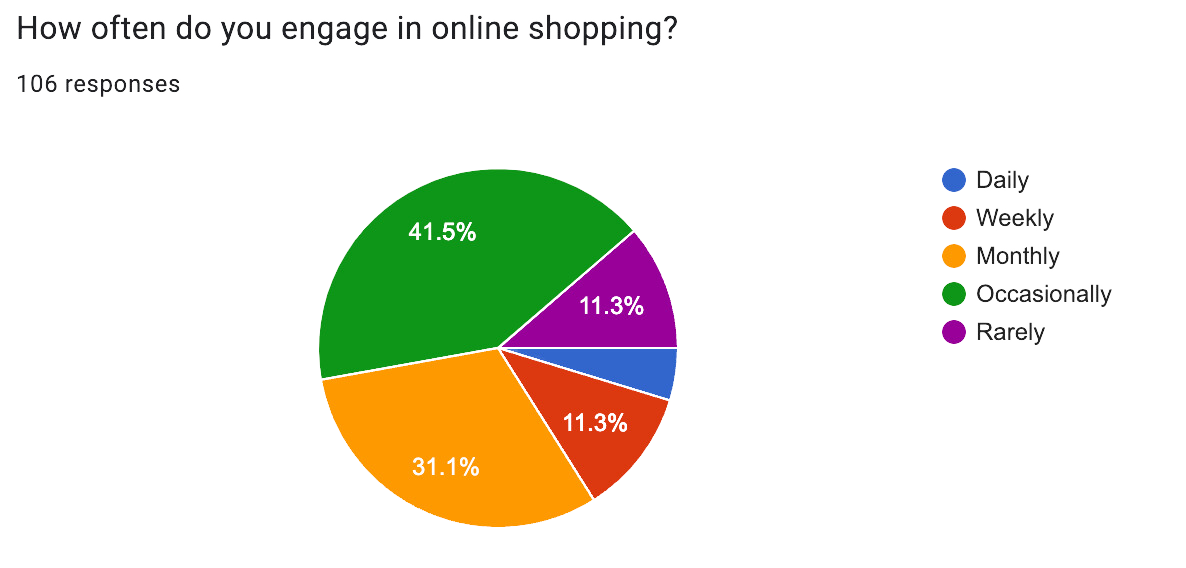 How often do you engage in online shopping?
106 responses
41.5%
11.3%
11.3%
31.1%
Daily
Weekly
Monthly
Occasionally
Rarely